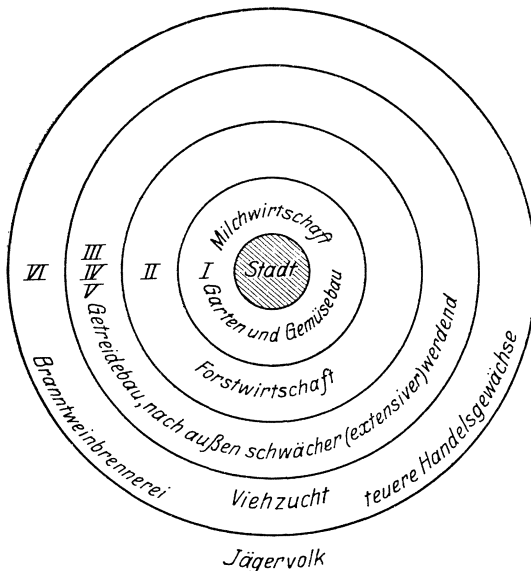 Milchwirtschaft
I
Stadt
Garten und Gemüsebau
II
Forstwirtschaft
III
IV
V
Getreidebau, nach außen schwächer (extensiver) werdend
VI
Branntweinbrennerei
Viehzucht
teuere Handelsgewächse
Jägervolk